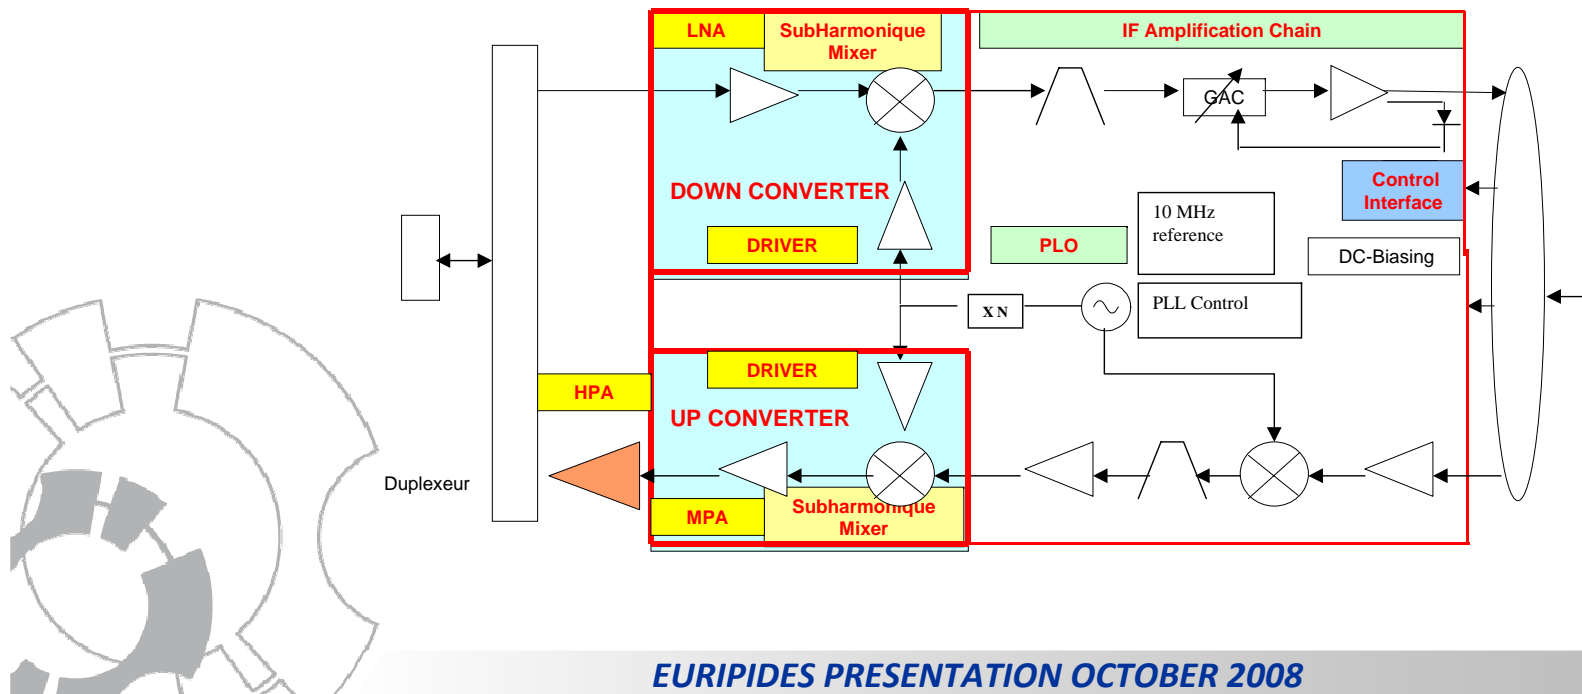 LNA
SubHarmonique
Mixer
IF Amplification Chain
GAC
DOWN CONVERTER
Control
Interface
10 MHz
reference
DRIVER
PLO
DC-Biasing
X N
PLL Control
DRIVER
HPA
UP CONVERTER
Duplexeur
MPA
Subharmonique
Mixer
EURIPIDES PRESENTATION OCTOBER 2008